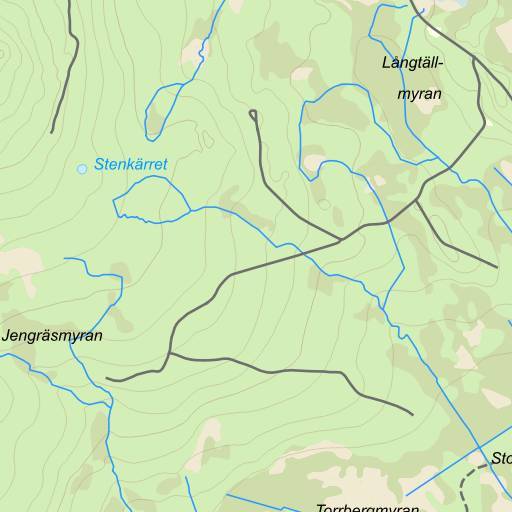 Långtäll-
myran
Stenkärret
Jengräsmyran
Sto
Torrbergmyran